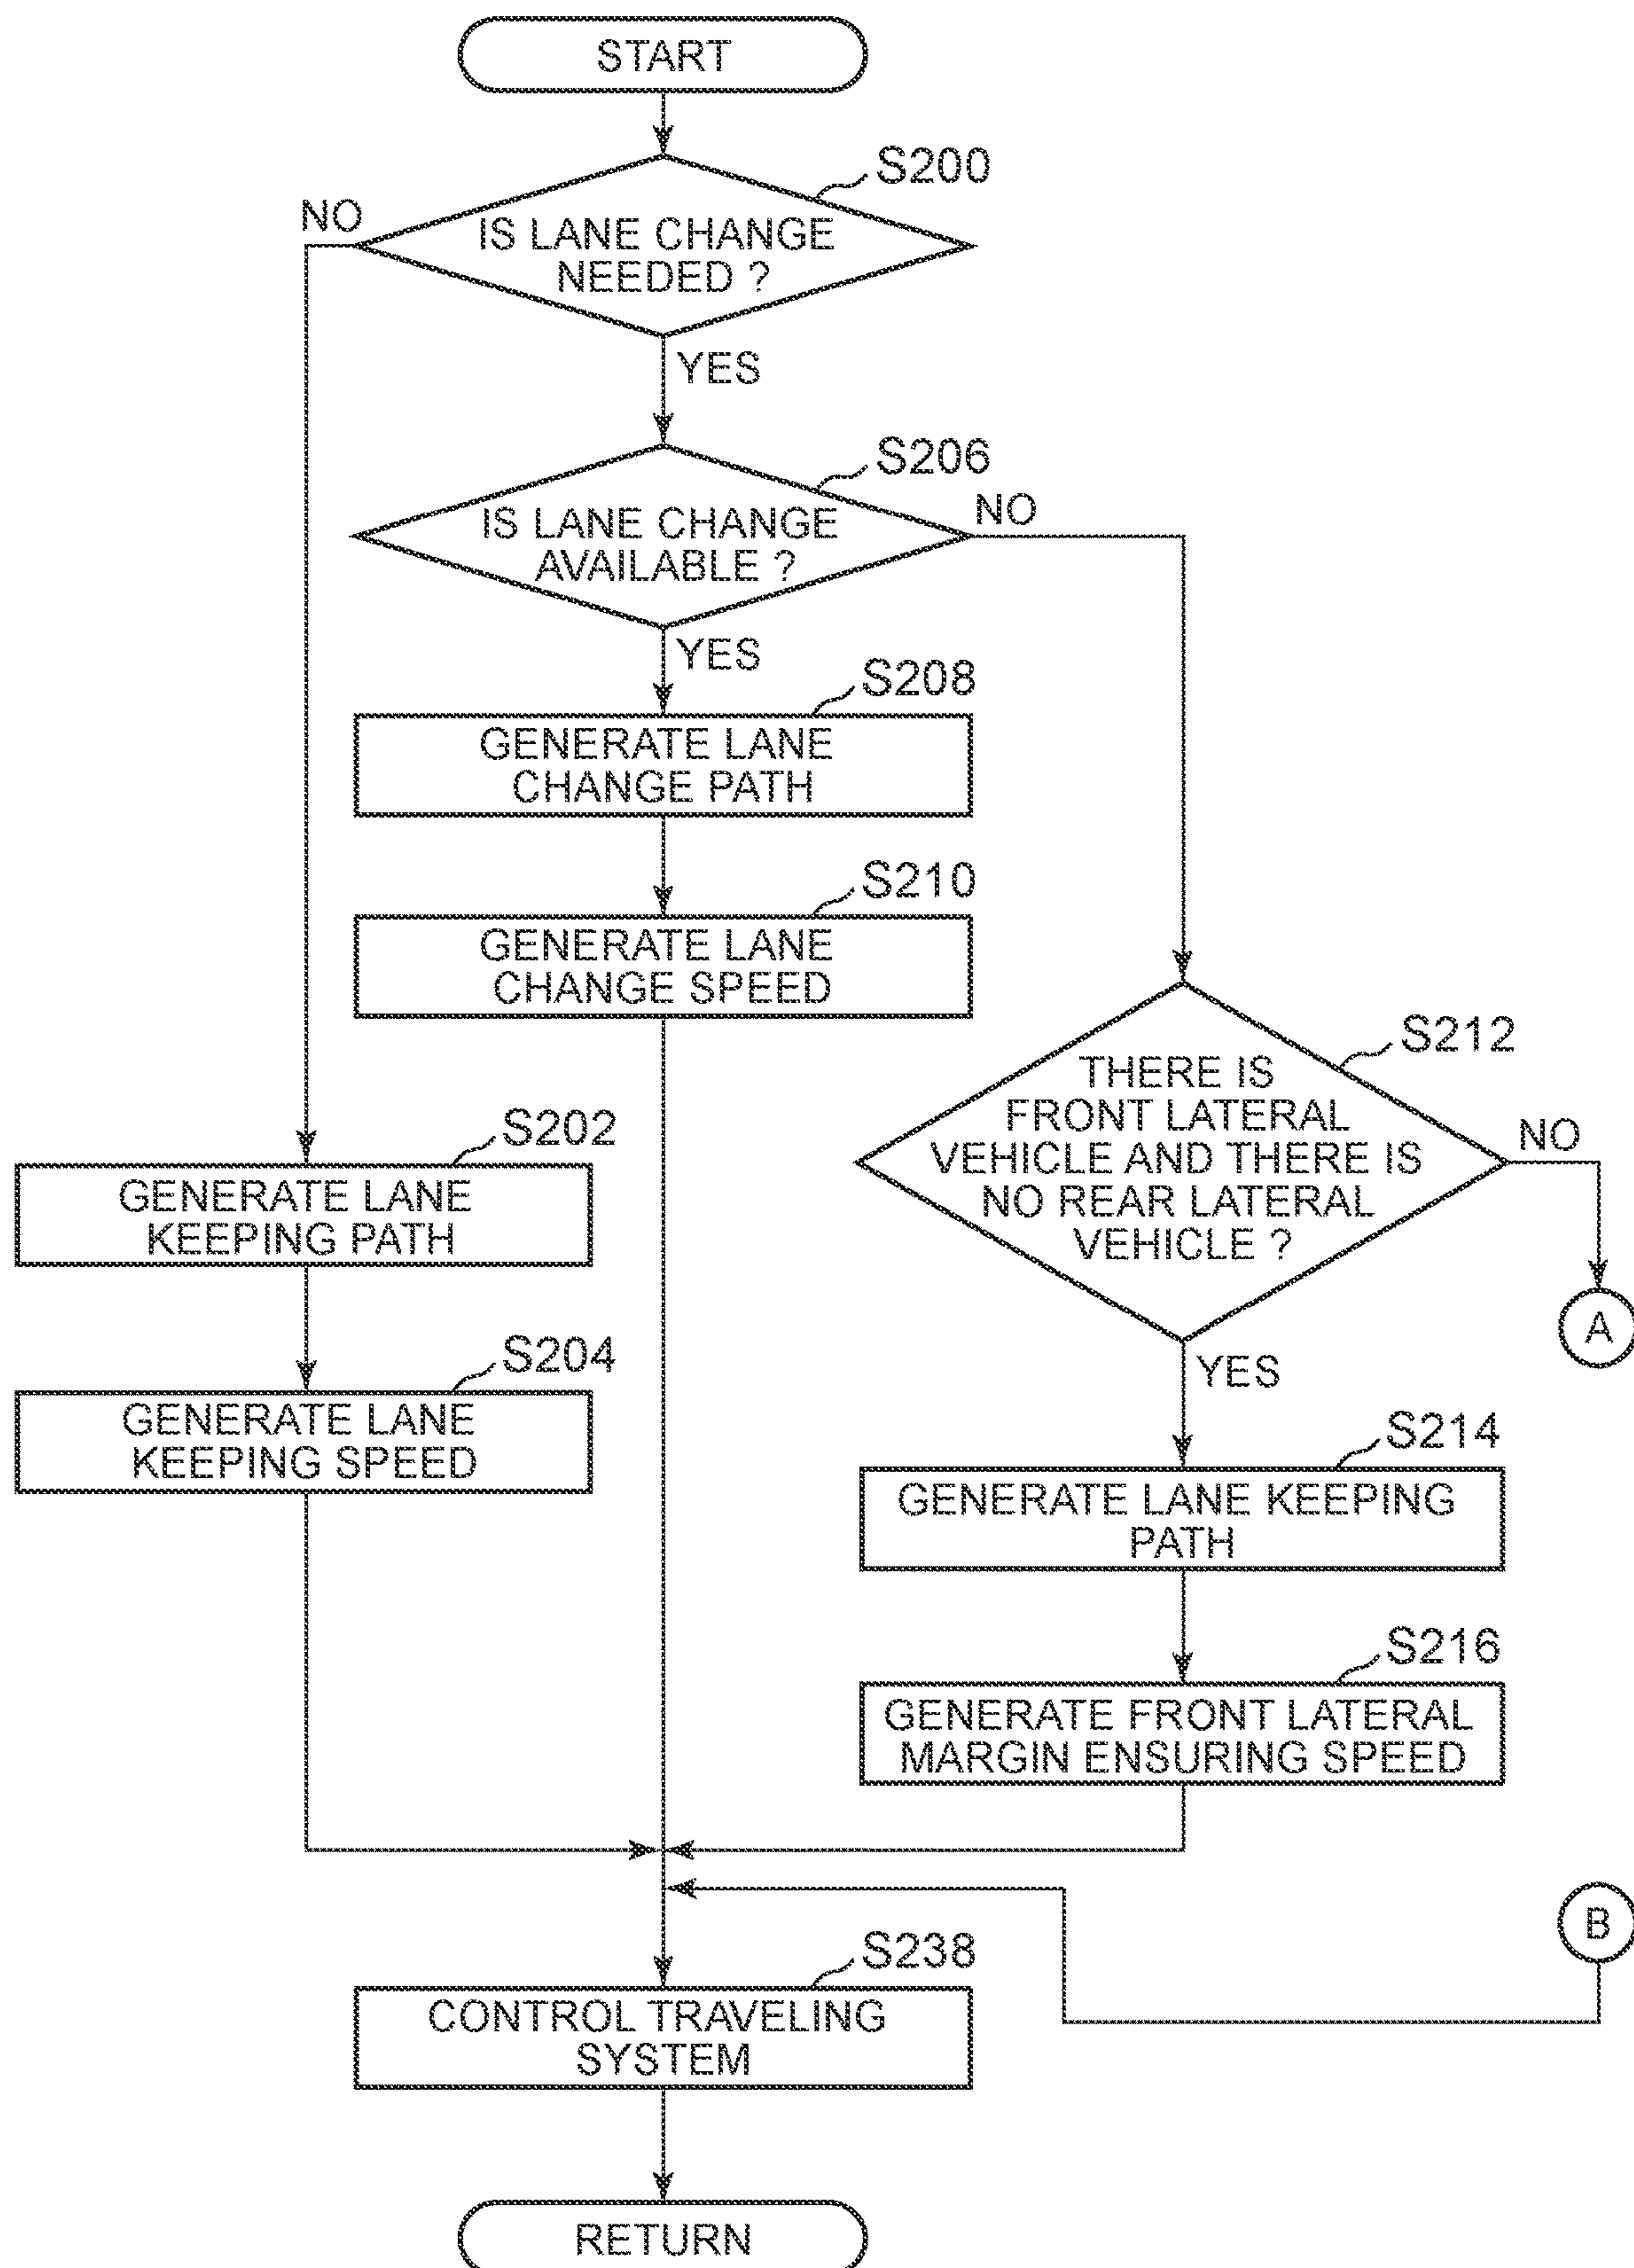 START
S200
NO
IS LANE CHANGE
NEEDED ?
YES
S206
NO
IS LANE CHANGE
AVAILABLE ?
YES
S208
GENERATE LANE
CHANGE PATH
S210
GENERATE LANE
CHANGE SPEED
S212
THERE IS
FRONT LATERAL
VEHICLE AND THERE IS
NO REAR LATERAL
VEHICLE ?
NO
A
YES
S202
GENERATE LANE
KEEPING PATH
S204
GENERATE LANE
KEEPING SPEED
S214
GENERATE LANE KEEPING
PATH
S216
GENERATE FRONT LATERAL
MARGIN ENSURING SPEED
B
S238
CONTROL TRAVELING
SYSTEM
RETURN